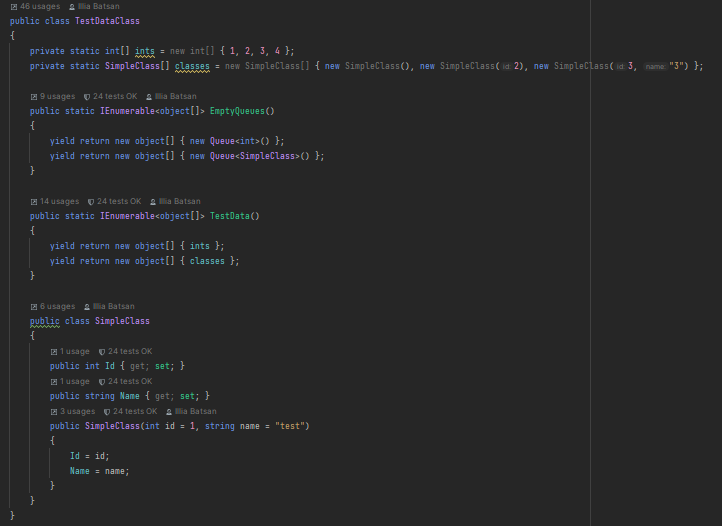 46 usages Illia Batsan
public class TestDataClass
{
private static int[] ints = new int[] { 1, 2, 3, 4 };
private static SimpleClass[] classes = new SimpleClass[] { new SimpleClass(), new SimpleClass(id:2), new SimpleClass(id:3, name:"3") };
9 usages 24 tests OK Illia Batsan
public static IEnumerable<object[]> EmptyQueues()
{
yield return new object[] { new Queue<int>() };
yield return new object[] { new Queue<SimpleClass>() };
}
14 usages 24 tests OK Illia Batsan
public static IEnumerable<object[]> TestData()
{
yield return new object[] { ints };
yield return new object[] { classes };
}
6 usages Illia Batsan
public class SimpleClass
{
1 usage 24 tests OK
public int Id { get; set; }
1 usage 24 tests OK
public string Name { get; set; }
3 usages 24 tests OK Illia Batsan
public SimpleClass(int id = 1, string name = "test")
{
Id = id;
Name = name;
}
}
}